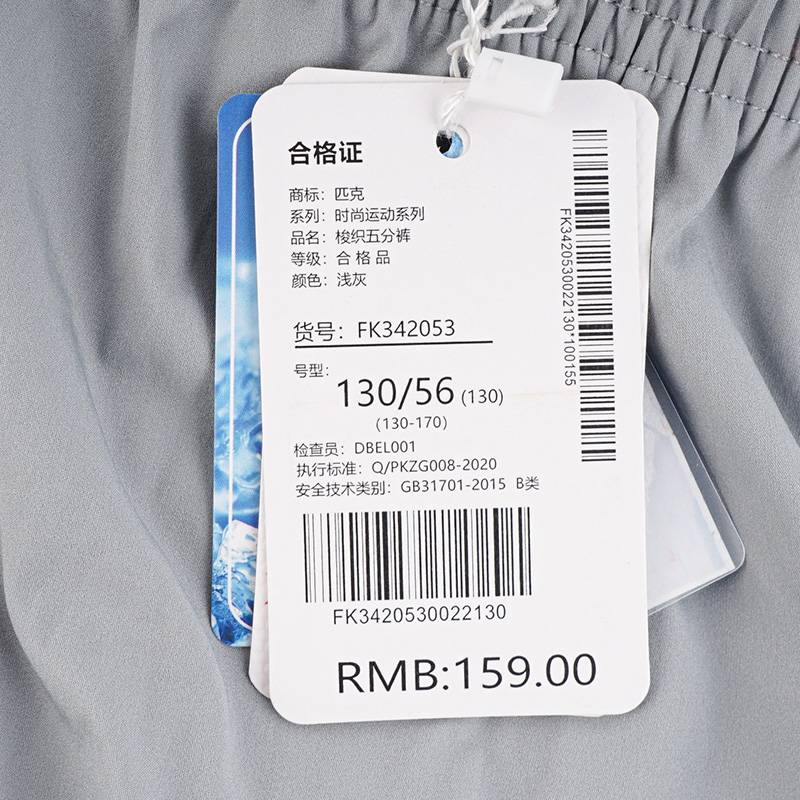 合格证
商标：匹克
系列：时尚运动系列
品名：梭织五分裤
等级：合 格 品
颜色：浅灰
货号：FK342053
号型：
130/56 (130)
(130-170)
检查员：DBEL001
执行标准：Q/PKZG008-2020
安全技术类别：GB31701-2015 B类
FK3420530022130
RMB:159.00
FK3420530022130*100155